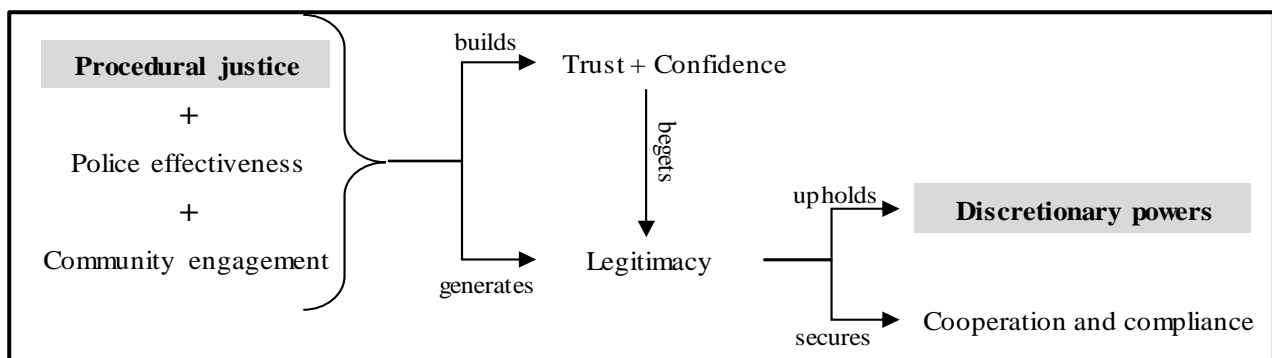 Procedural justice
+
Police effectiveness
+
Community engagement
builds
Trust + Confidence
begets
generates
Legitimacy
upholds
Discretionary powers
secures
Cooperation and compliance